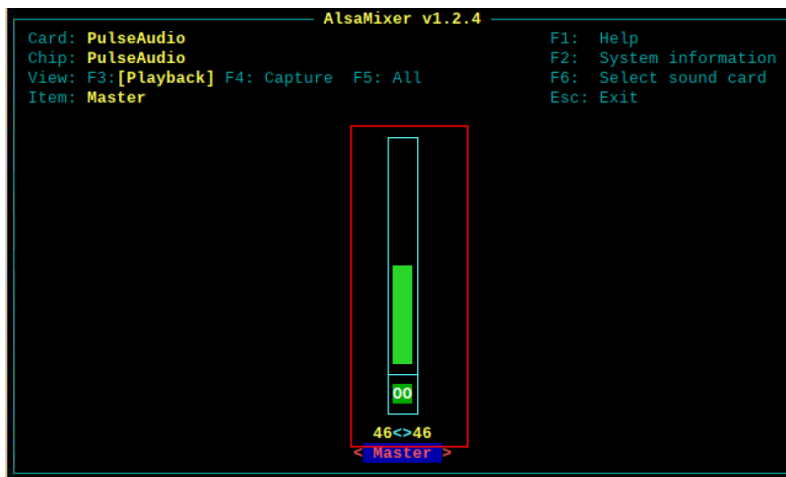 AlsaMixer v1.2.4
Card: PulseAudio F1: Help
Chip: PulseAudio F2: System information
View: F3:[Playback] F4: Capture F5: All F6: Select sound card
Item: Master Esc: Exit
OO
46<>46
< Master >